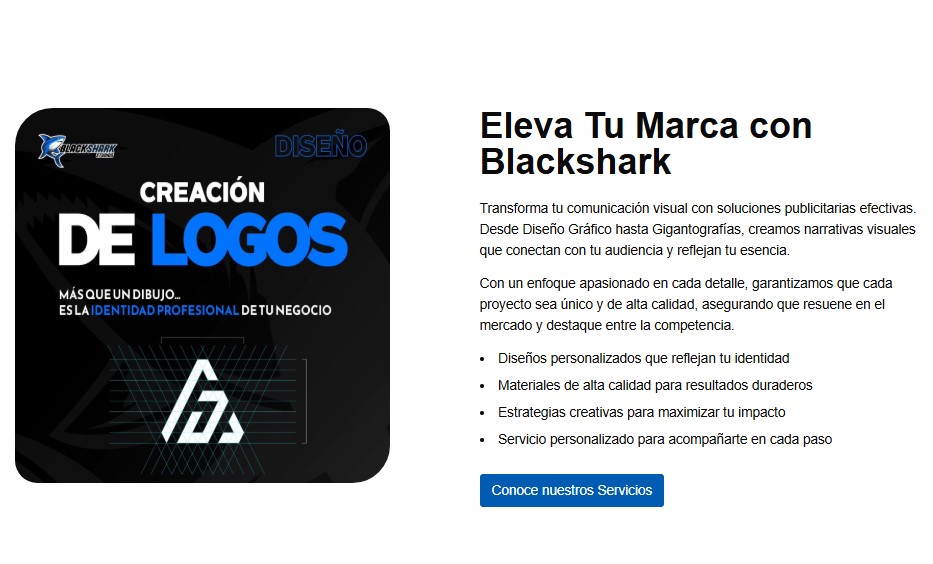 BLACKSHARK
DISEÑO
CREACIÓN
DE LOGOS
MÁS QUE UN DIBUJO...
ES LA IDENTIDAD PROFESIONAL DE TU NEGOCIO
Eleva Tu Marca con
Blackshark
Transforma tu comunicación visual con soluciones publicitarias efectivas.
Desde Diseño Gráfico hasta Gigantografías, creamos narrativas visuales
que conectan con tu audiencia y reflejan tu esencia.
Con un enfoque apasionado en cada detalle, garantizamos que cada
proyecto sea único y de alta calidad, asegurando que resuene en el
mercado y destaque entre la competencia.
• Diseños personalizados que reflejan tu identidad
• Materiales de alta calidad para resultados duraderos
• Estrategias creativas para maximizar tu impacto
• Servicio personalizado para acompañarte en cada paso
Conoce nuestros Servicios